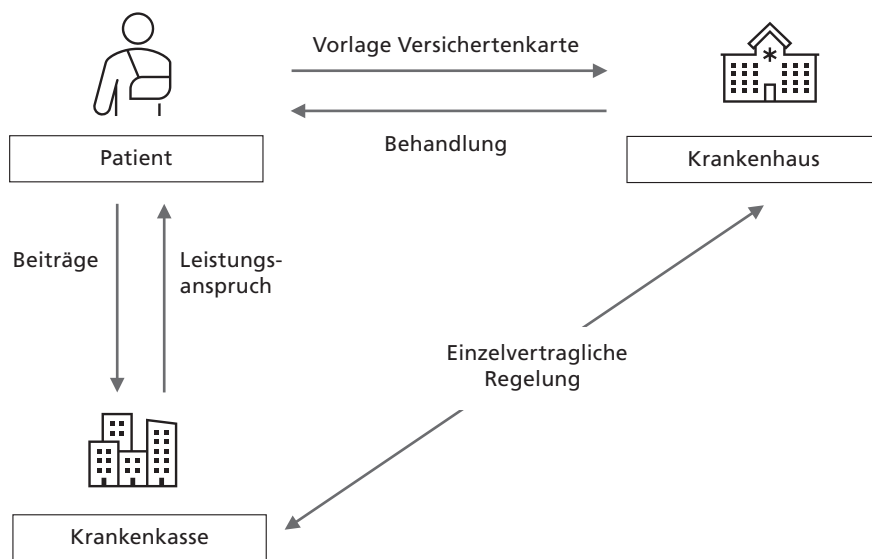 Vorlage Versichertenkarte
Behandlung
Patient
Krankenhaus
Beiträge
Leistungs-
anspruch
Einzelvertragliche
Regelung
Krankenkasse